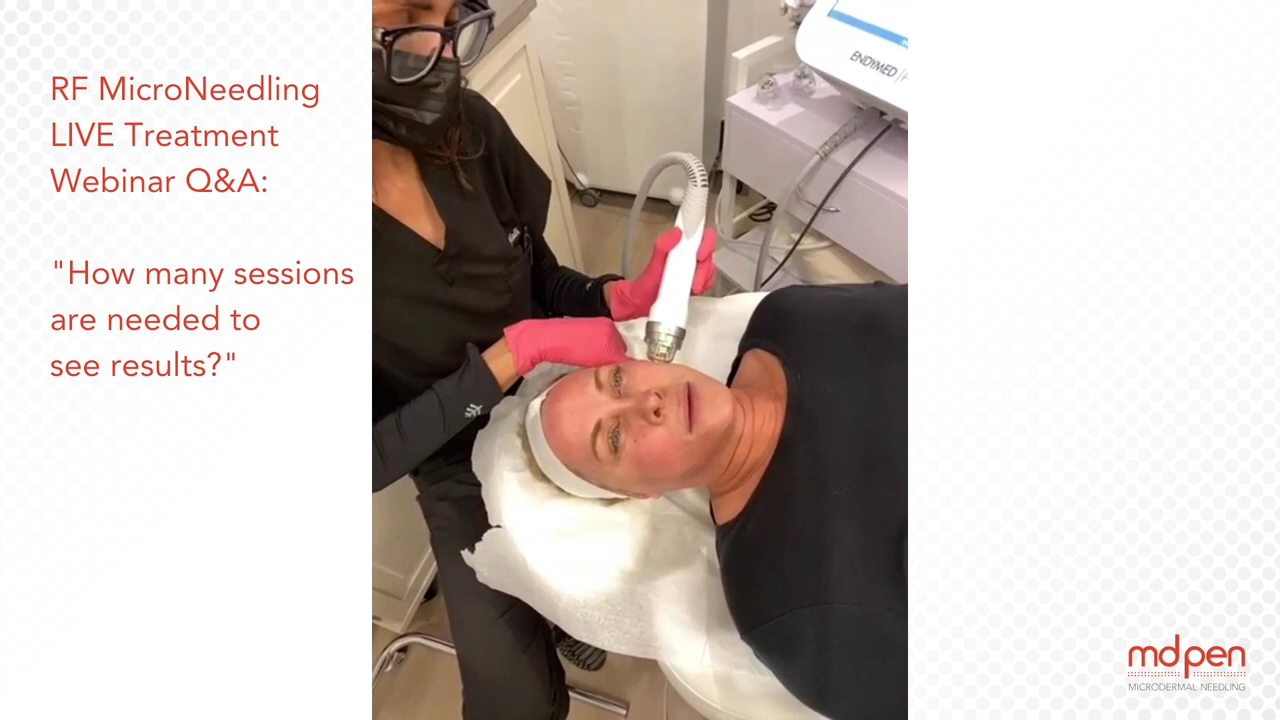 RF MicroNeedling
LIVE Treatment
Webinar Q&A:
"How many sessions
are needed to
see results?"
ENDYMED
mdpen
MICRODERMAL NEEDLING